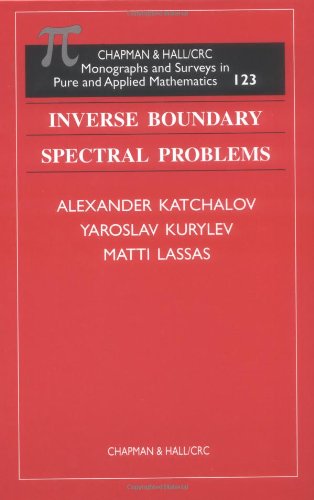 π
CHAPMAN & HALL/CRC
Monographs and Surveys in
Pure and Applied Mathematics 123
INVERSE BOUNDARY
SPECTRAL PROBLEMS
ALEXANDER KATCHALOV
YAROSLAV KURYLEV
MATTI LASSAS
CHAPMAN & HALL/CRC